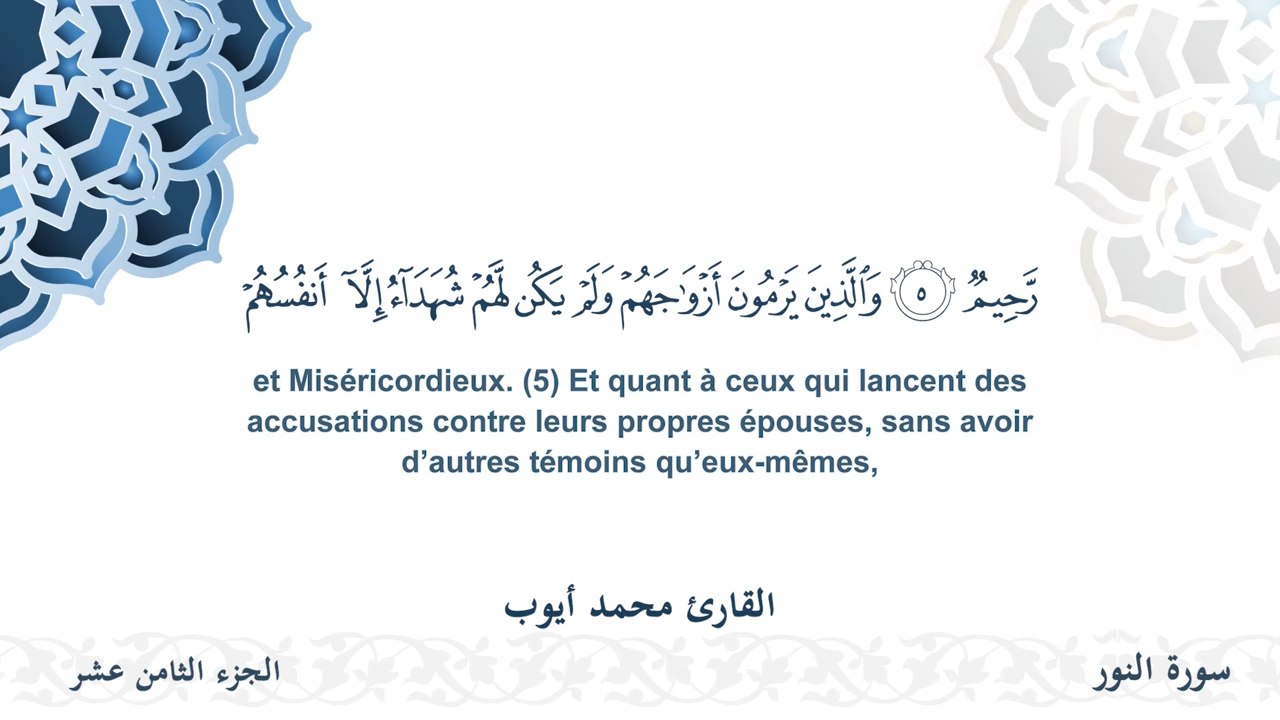 رَّحِيمٌ ٥ وَٱلَّذِينَ يَرۡمُونَ أَزۡوَٰجَهُمۡ وَلَمۡ يَكُن لَّهُمۡ شُهَدَآءُ إِلَّآ أَنفُسُهُمۡ
et Miséricordieux. (5) Et quant à ceux qui lancent des
accusations contre leurs propres épouses, sans avoir
d’autres témoins qu’eux-mêmes,
القارئ محمد أيوب
سورة النور
الجزء الثامن عشر